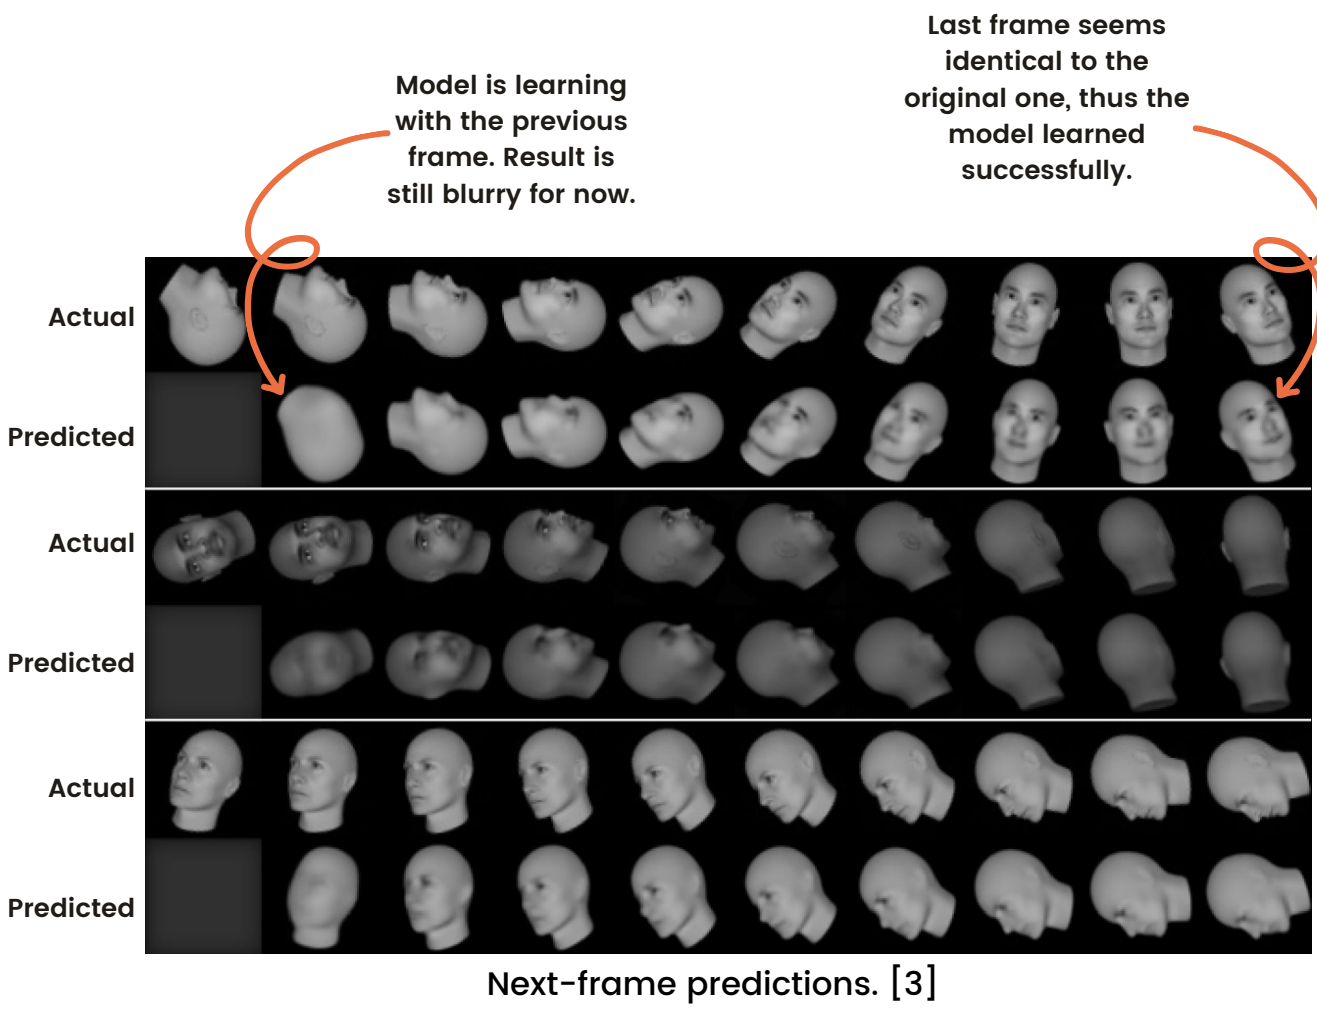 Last frame seems
identical to the
original one, thus the
model learned
successfully.
Model is learning
with the previous
frame. Result is
still blurry for now.
Actual
Predicted
Actual
Predicted
Actual
Predicted
Next-frame predictions. [3]